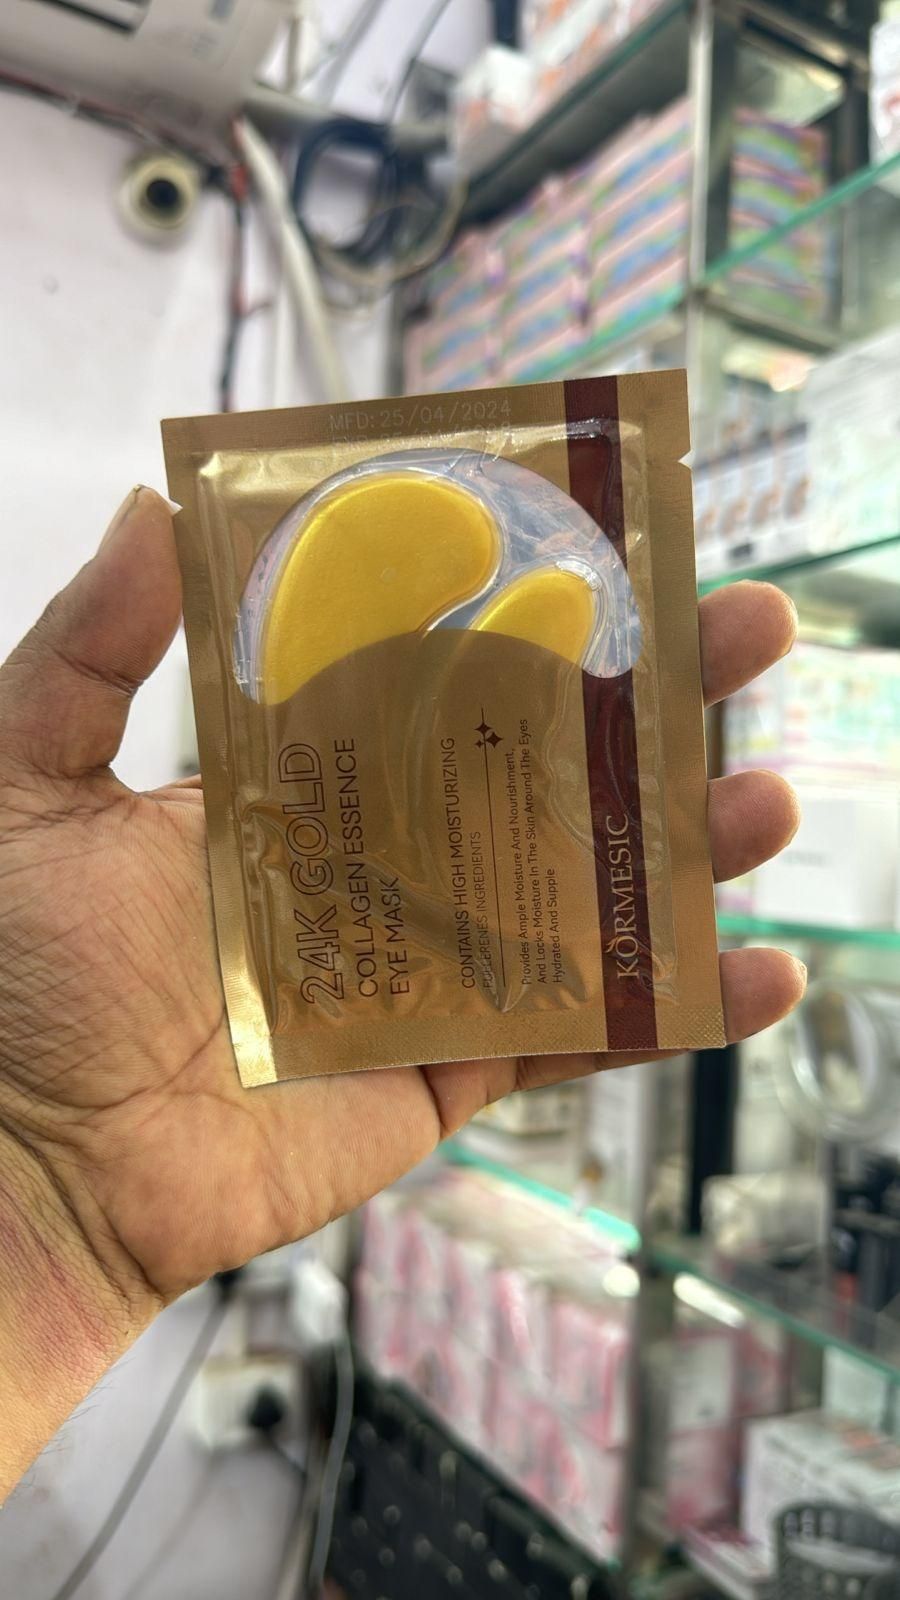 MFD: 25/04/2024
24K GOLD
COLLAGEN ESSENCE
EYE MASK
CONTAINS HIGH MOISTURIZING
FULLERENES INGREDIENTS
Provides Ample Moisture And Nourishment,
And Locks Moisture In The Skin Around The Eyes
Hydrated And Supple
KORMESIC